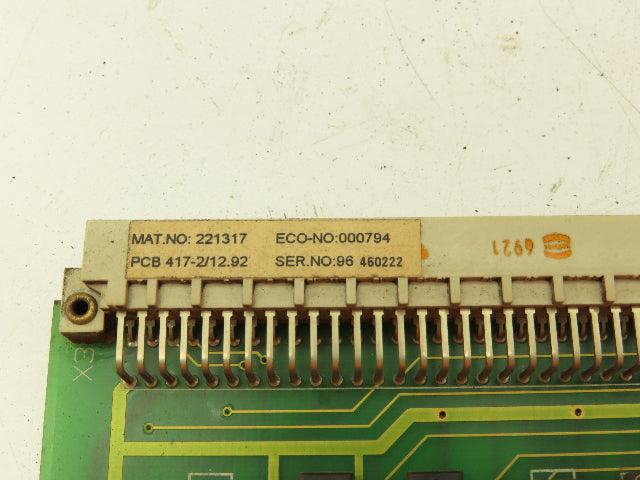 MAT.NO: 221317 ECO-NO:000794
PCB 417-2/12.92 SER.NO:96 460222
6921
X3